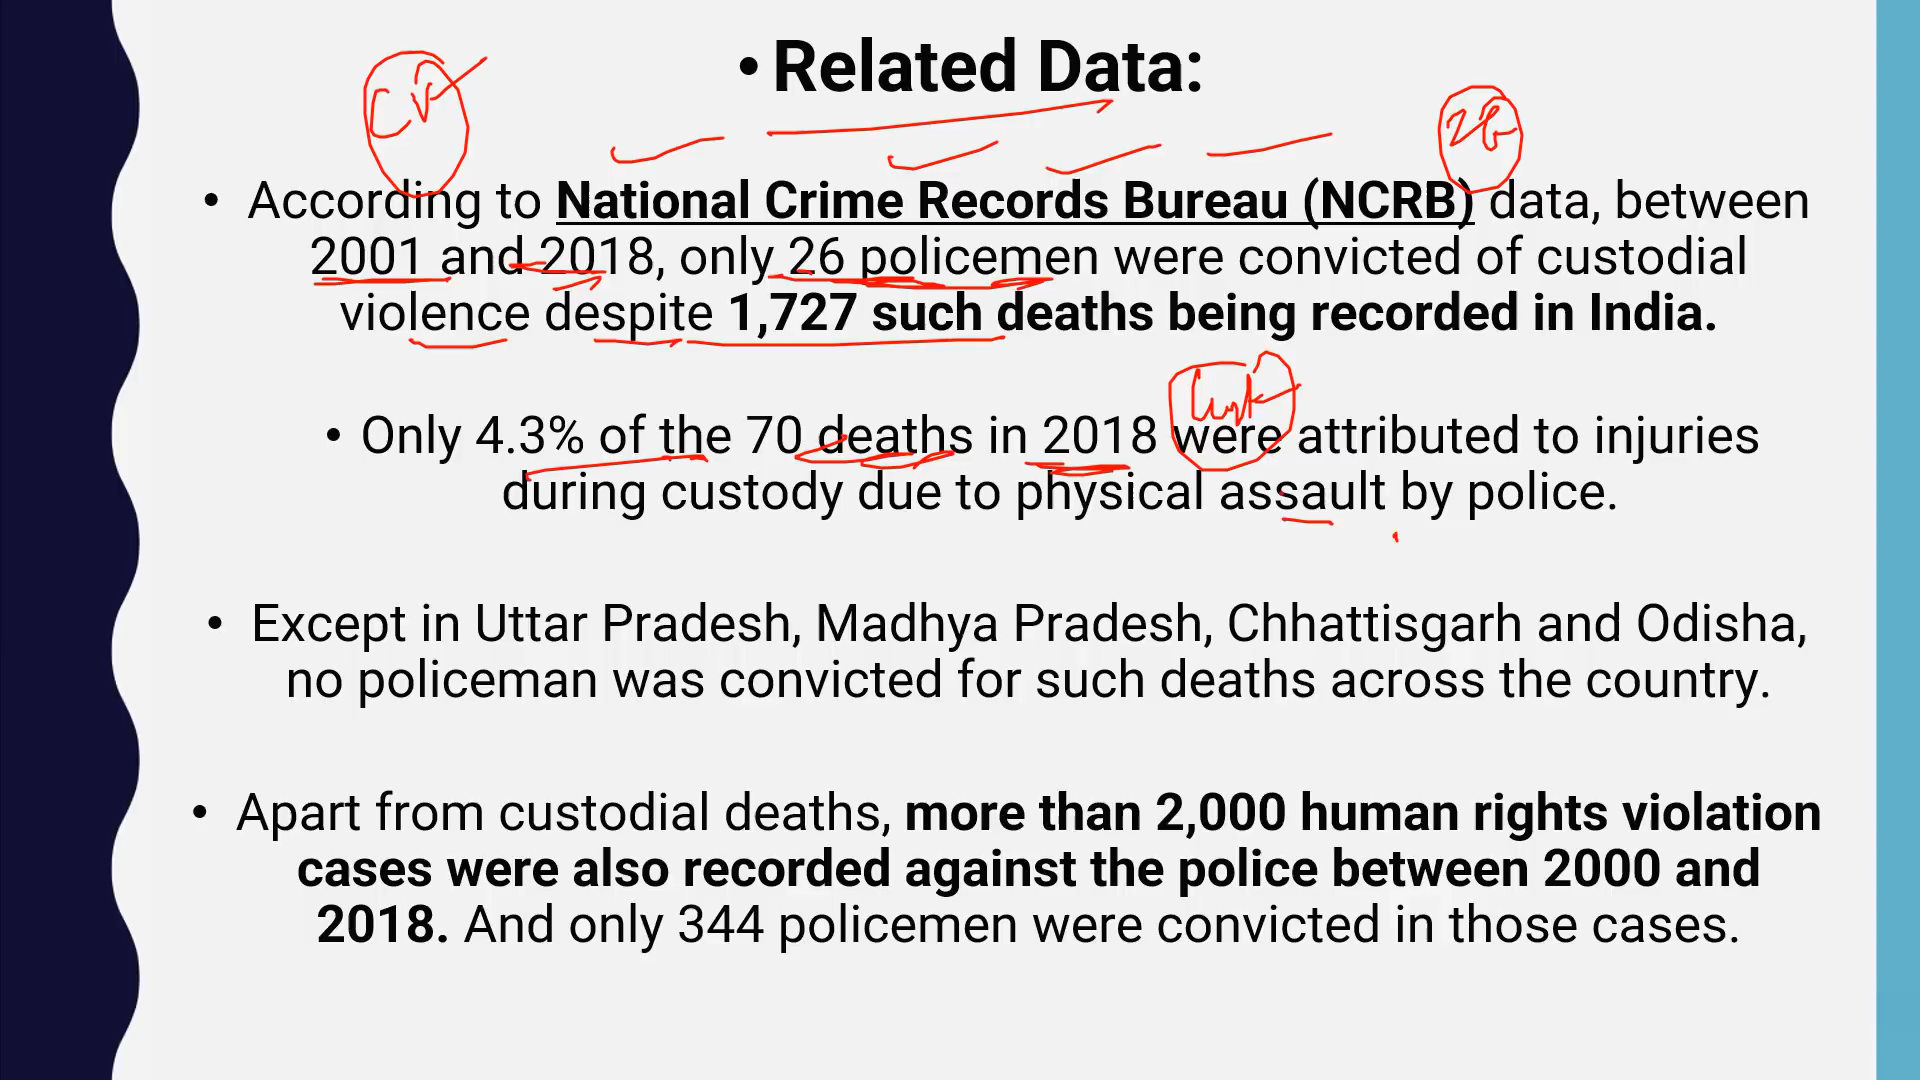 • Related Data:
• According to National Crime Records Bureau (NCRB) data, between
2001 and 2018, only 26 policemen were convicted of custodial
violence despite 1,727 such deaths being recorded in India.
• Only 4.3% of the 70 deaths in 2018 were attributed to injuries
during custody due to physical assault by police.
• Except in Uttar Pradesh, Madhya Pradesh, Chhattisgarh and Odisha,
no policeman was convicted for such deaths across the country.
• Apart from custodial deaths, more than 2,000 human rights violation
cases were also recorded against the police between 2000 and
2018. And only 344 policemen were convicted in those cases.